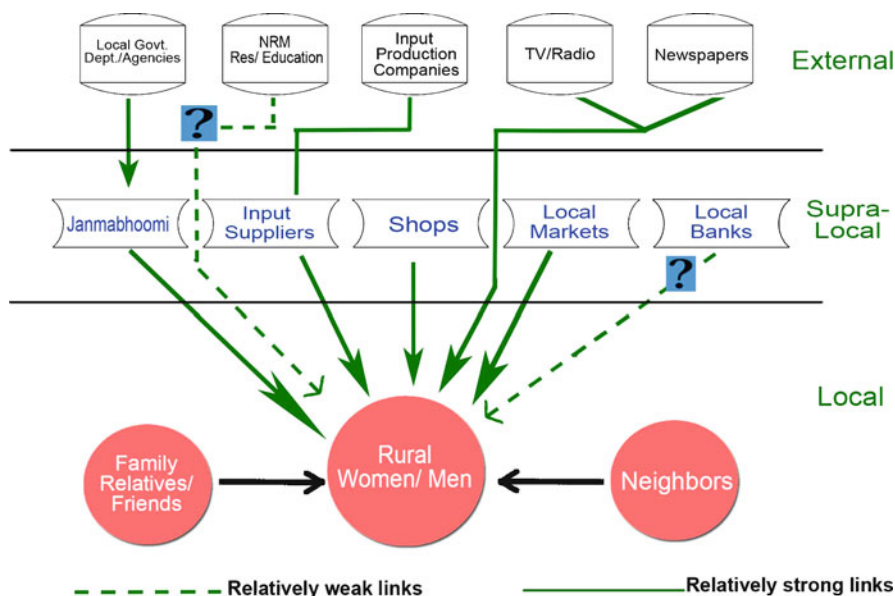 Local Govt.
Dept./Agencies
NRM
Res/ Education
Input
Production
Companies
TV/Radio
Newspapers
External
?
Janmabhoomi
Input
Suppliers
Shops
Local
Markets
Local
Banks
Supra-
Local
?
Local
Family
Relatives/
Friends
Rural
Women/ Men
Neighbors
Relatively weak links
Relatively strong links